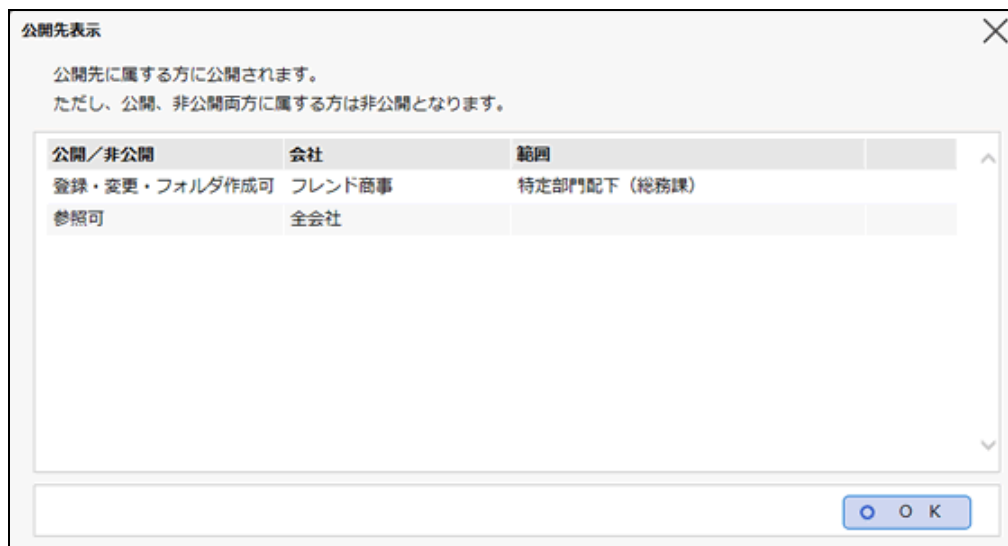 公開先表示
公開先に属する方に公開されます。
ただし、公開、非公開両方に属する方は非公開となります。
公開／非公開 会社 範囲
登録・変更・フォルダ作成可 フレンド商事 特定部門配下（総務課）
参照可 全会社
O K